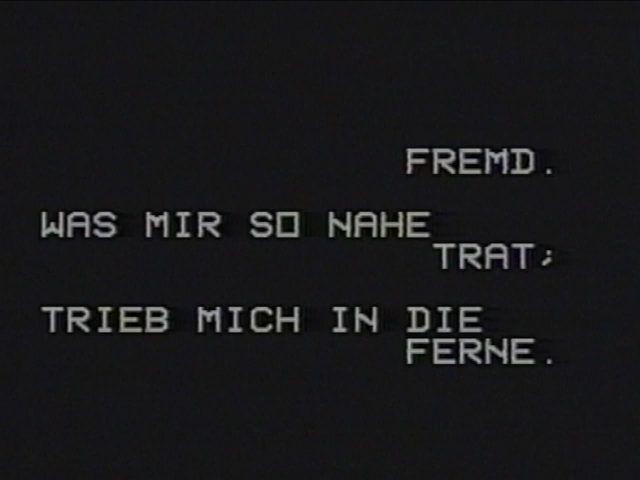 FREMD.
WAS MIR SO NAHE
TRAT;
TRIEB MICH IN DIE
FERNE.